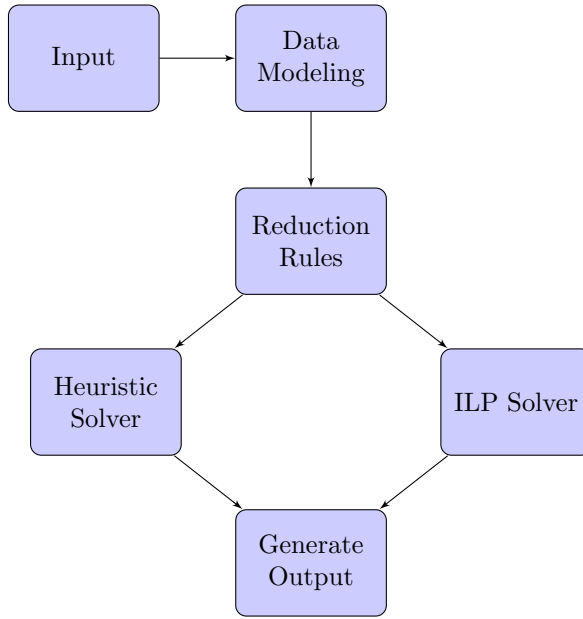 Input
Data
Modeling
Reduction
Rules
Heuristic
Solver
ILP Solver
Generate
Output